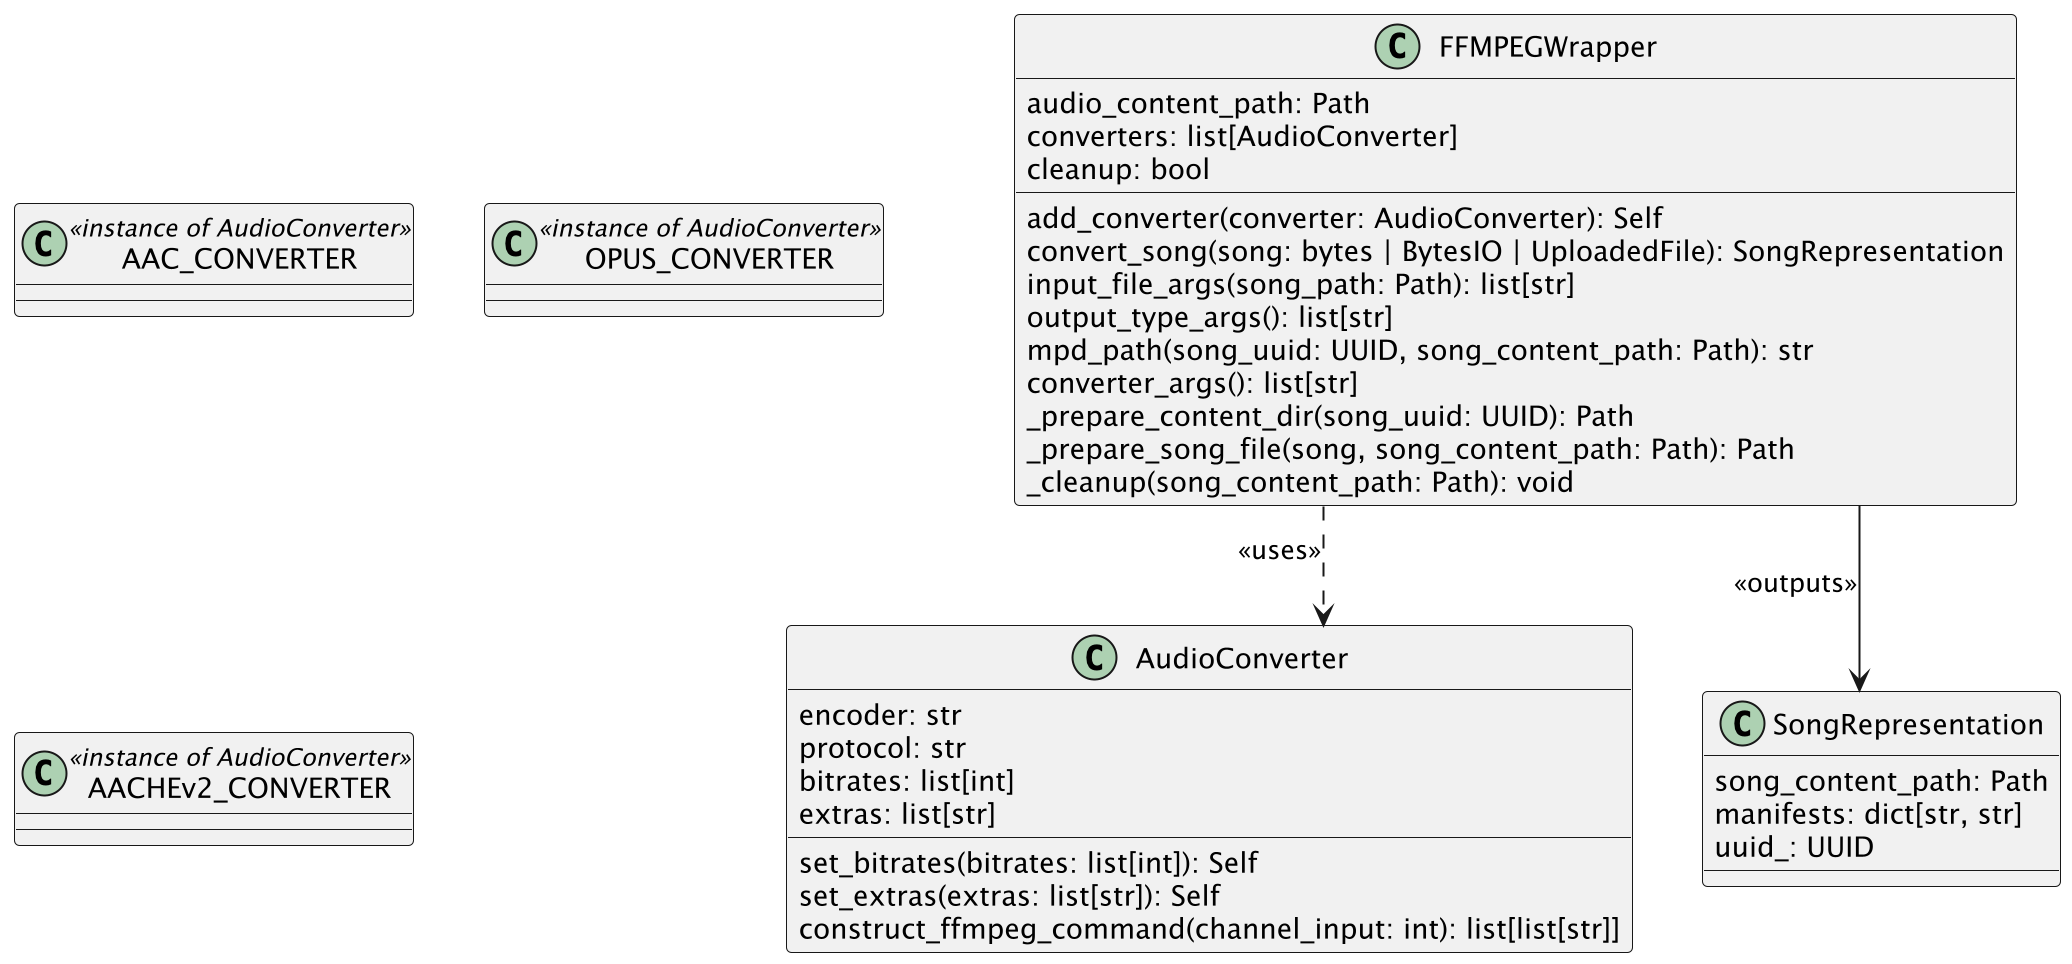 C FFMPEGWrapper
audio_content_path: Path
converters: list[AudioConverter]
cleanup: bool
add_converter(converter: AudioConverter): Self
convert_song(song: bytes | BytesIO | UploadedFile): SongRepresentation
input_file_args(song_path: Path): list[str]
output_type_args(): list[str]
mpd_path(song_uuid: UUID, song_content_path: Path): str
converter_args(): list[str]
_prepare_content_dir(song_uuid: UUID): Path
_prepare_song_file(song, song_content_path: Path): Path
_cleanup(song_content_path: Path): void
C «instance of AudioConverter»
AAC_CONVERTER
C «instance of AudioConverter»
OPUS_CONVERTER
«uses»
«outputs»
C «instance of AudioConverter»
AACHEv2_CONVERTER
C AudioConverter
encoder: str
protocol: str
bitrates: list[int]
extras: list[str]
set_bitrates(bitrates: list[int]): Self
set_extras(extras: list[str]): Self
construct_ffmpeg_command(channel_input: int): list[list[str]]
C SongRepresentation
song_content_path: Path
manifests: dict[str, str]
uuid_: UUID